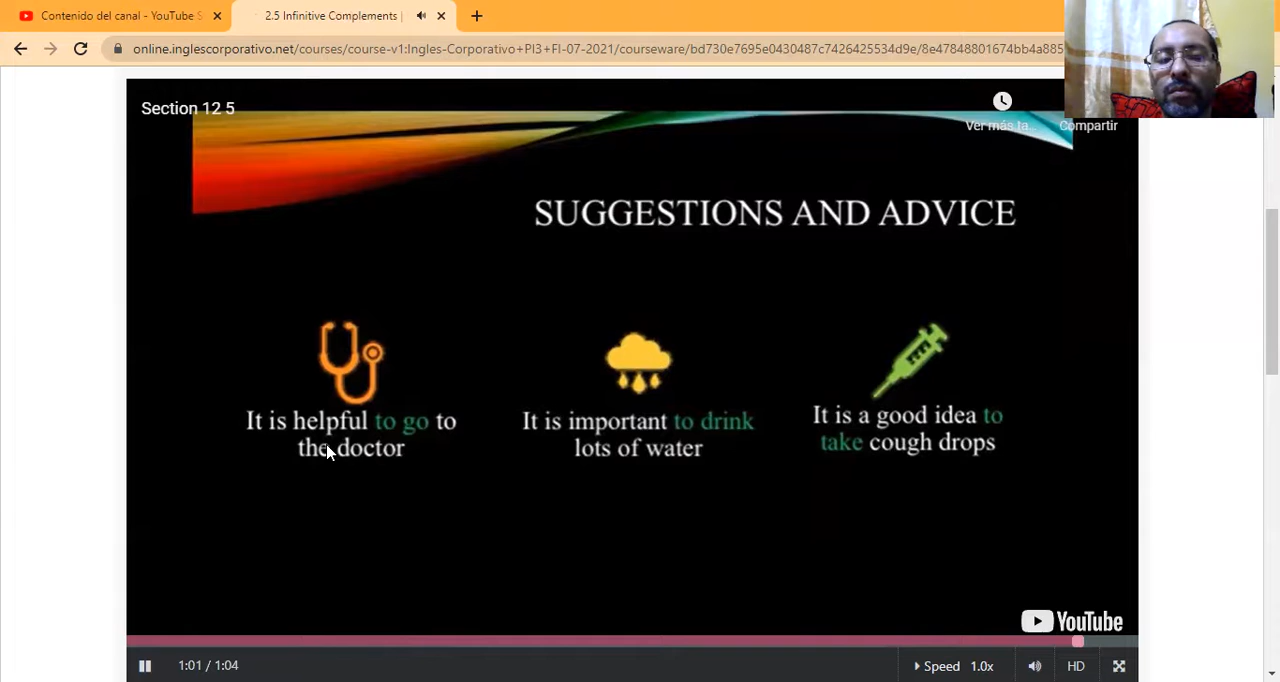 Contenido del canal - YouTube S
2.5 Infinitive Complements |
online.inglescorporativo.net/courses/course-v1:Ingles-Corporativo+PI3+FI-07-2021/courseware/bd730e7695e0430487c7426425534d9e/8e47848801674bb4a885
Section 12 5
Ver más ta...
Compartir
SUGGESTIONS AND ADVICE
It is helpful to go to
the doctor
It is important to drink
lots of water
It is a good idea to
take cough drops
YouTube
1:01 / 1:04
Speed 1.0x
HD